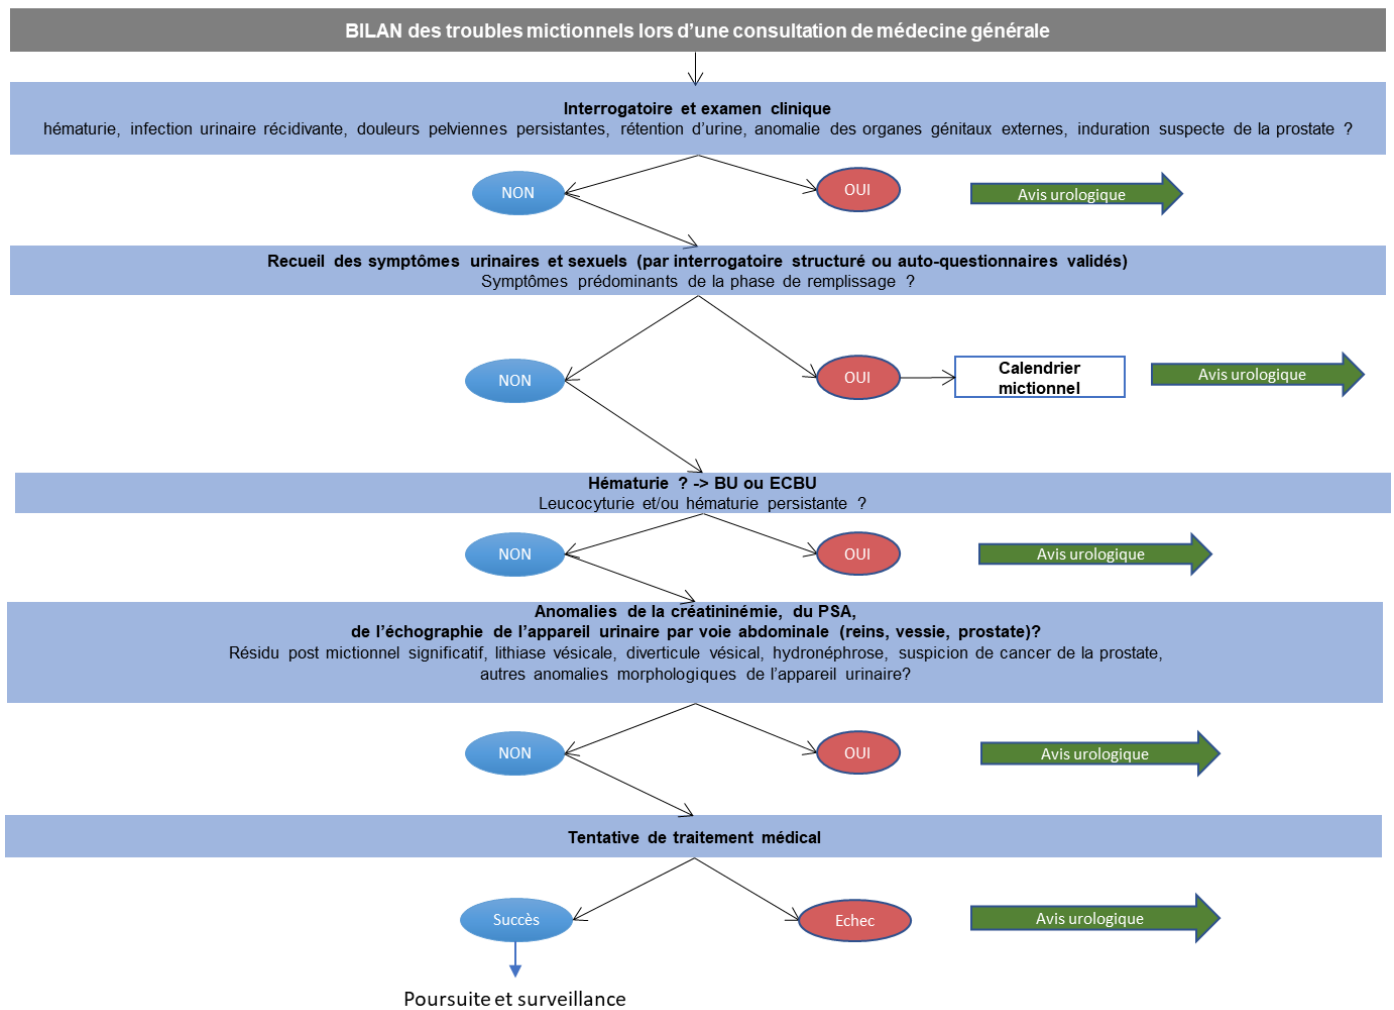 BILAN des troubles mictionnels lors d’une consultation de médecine générale
Interrogatoire et examen clinique
hématurie, infection urinaire récidivante, douleurs pelviennes persistantes, rétention d’urine, anomalie des organes génitaux externes, induration suspecte de la prostate ?
NON
OUI
Avis urologique
Recueil des symptômes urinaires et sexuels (par interrogatoire structuré ou auto-questionnaires validés)
Symptômes prédominants de la phase de remplissage ?
NON
OUI
Calendrier
mictionnel
Avis urologique
Hématurie ? -> BU ou ECBU
Leucocyturie et/ou hématurie persistante ?
NON
OUI
Avis urologique
Anomalies de la créatininémie, du PSA,
de l’échographie de l’appareil urinaire par voie abdominale (reins, vessie, prostate)?
Résidu post mictionnel significatif, lithiase vésicale, diverticule vésical, hydronéphrose, suspicion de cancer de la prostate,
autres anomalies morphologiques de l’appareil urinaire?
NON
OUI
Avis urologique
Tentative de traitement médical
Succès
Echec
Avis urologique
Poursuite et surveillance